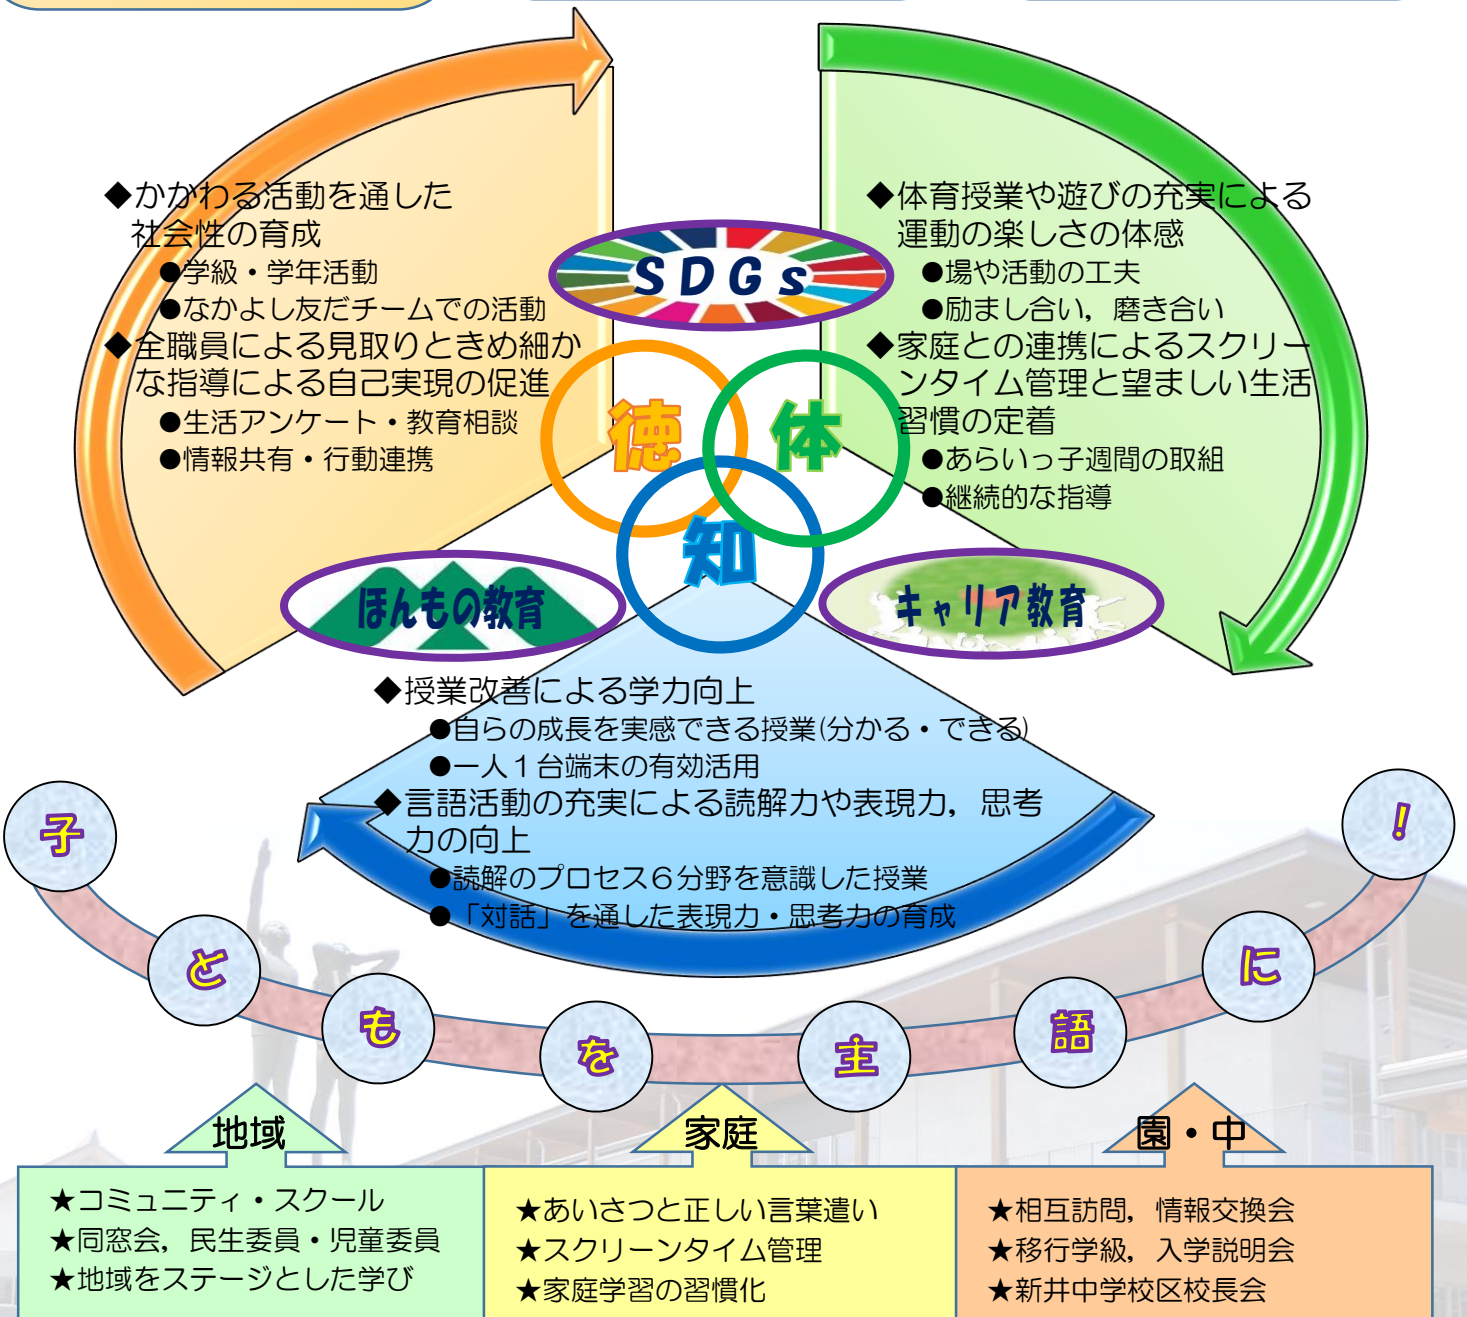 ◆かかわる活動を通した
社会性の育成
●学級・学年活動
●なかよし友だチームでの活動
◆全職員による見取りときめ細か
な指導による自己実現の促進
●生活アンケート・教育相談
●情報共有・行動連携
◆体育授業や遊びの充実による
運動の楽しさの体感
●場や活動の工夫
●励まし合い，磨き合い
◆家庭との連携によるスクリー
ンタイム管理と望ましい生活
習慣の定着
●あらいっ子週間の取組
●継続的な指導
SDGs
徳
体
知
ほんもの教育
キャリア教育
◆授業改善による学力向上
●自らの成長を実感できる授業(分かる・できる)
●一人１台端末の有効活用
◆言語活動の充実による読解力や表現力，思考
力の向上
●読解のプロセス６分野を意識した授業
●「対話」を通した表現力・思考力の育成
子どもを主語に！
地域
★コミュニティ・スクール
★同窓会，民生委員・児童委員
★地域をステージとした学び
家庭
★あいさつと正しい言葉遣い
★スクリーンタイム管理
★家庭学習の習慣化
園・中
★相互訪問，情報交換会
★移行学級，入学説明会
★新井中学校区校長会